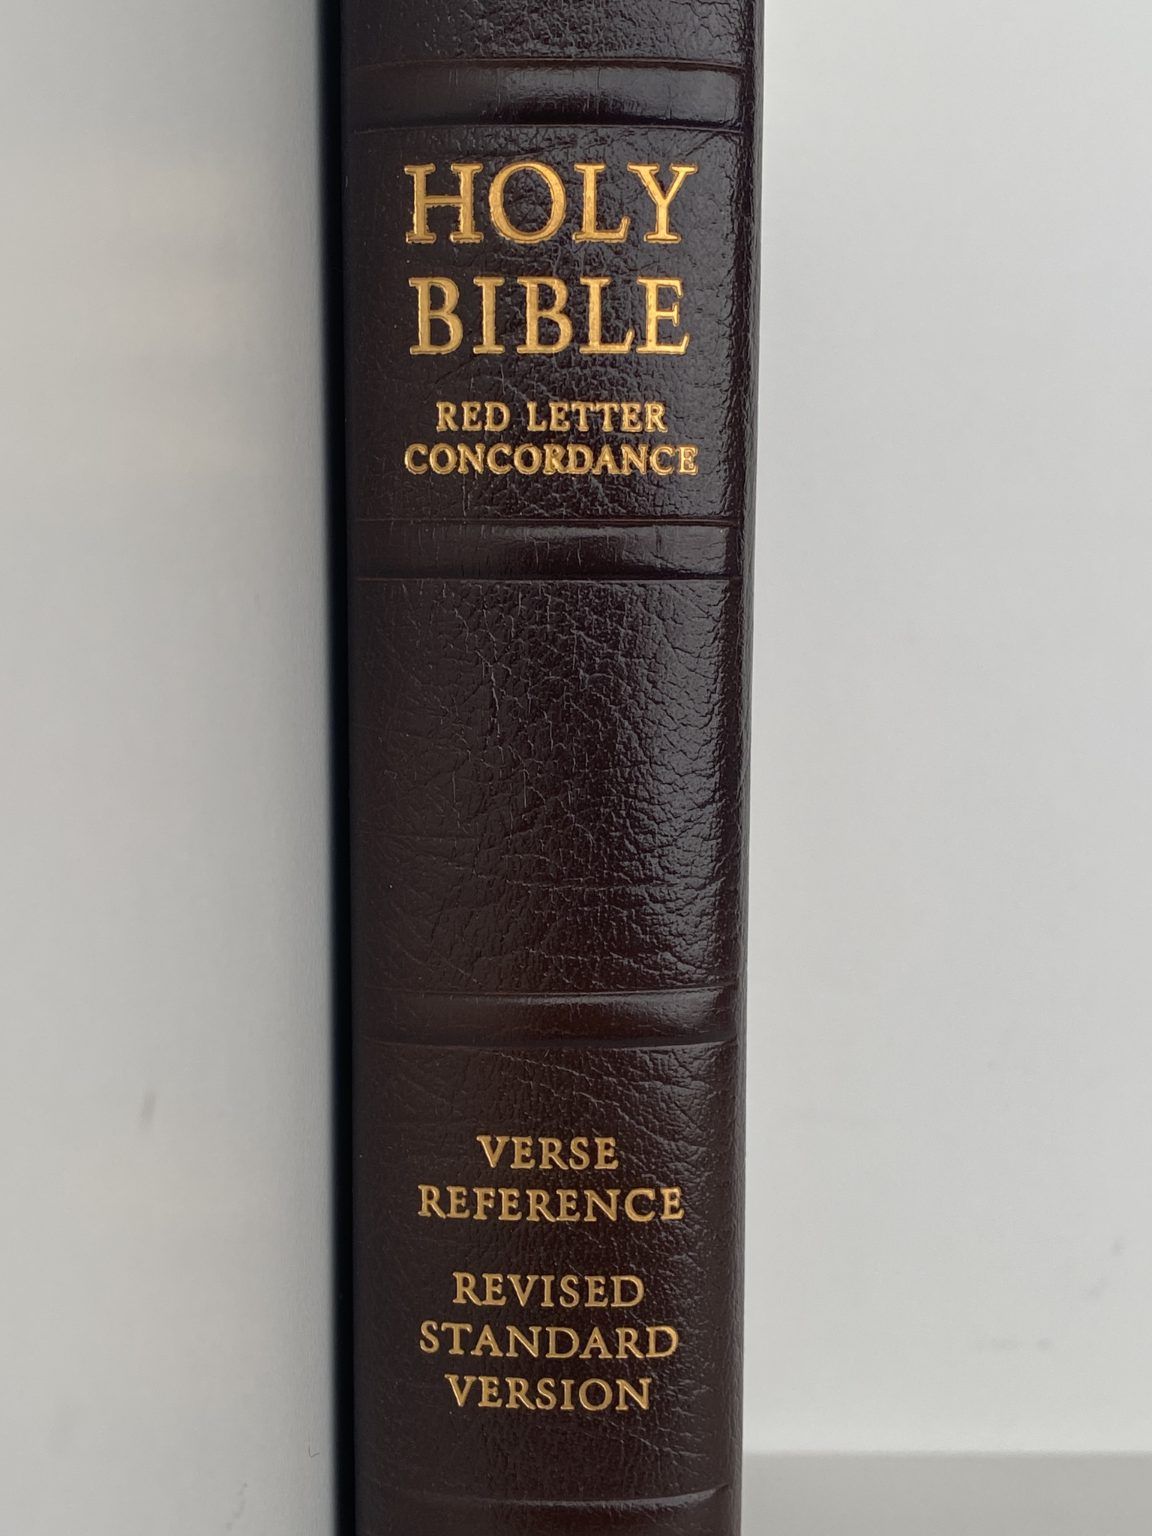 HOLY
BIBLE
RED LETTER
CONCORDANCE
VERSE
REFERENCE
REVISED
STANDARD
VERSION